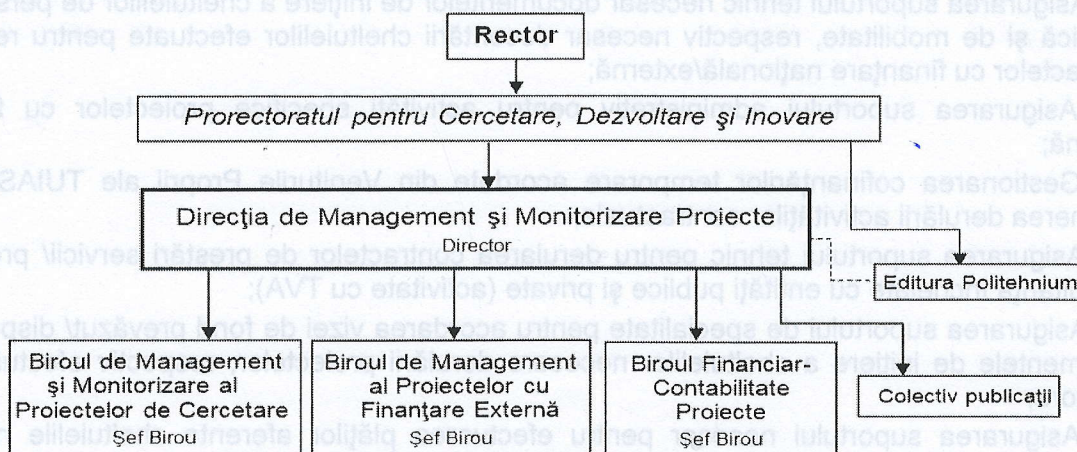 Rector
Prorectoratul pentru Cercetare, Dezvoltare şi Inovare
Direcţia de Management şi Monitorizare Proiecte
Director
Editura Politehnium
Biroul de Management
şi Monitorizare al
Proiectelor de Cercetare
Şef Birou
Biroul de Management
al Proiectelor cu
Finanţare Externă
Şef Birou
Biroul Financiar-
Contabilitate
Proiecte
Şef Birou
Colectiv publicaţii